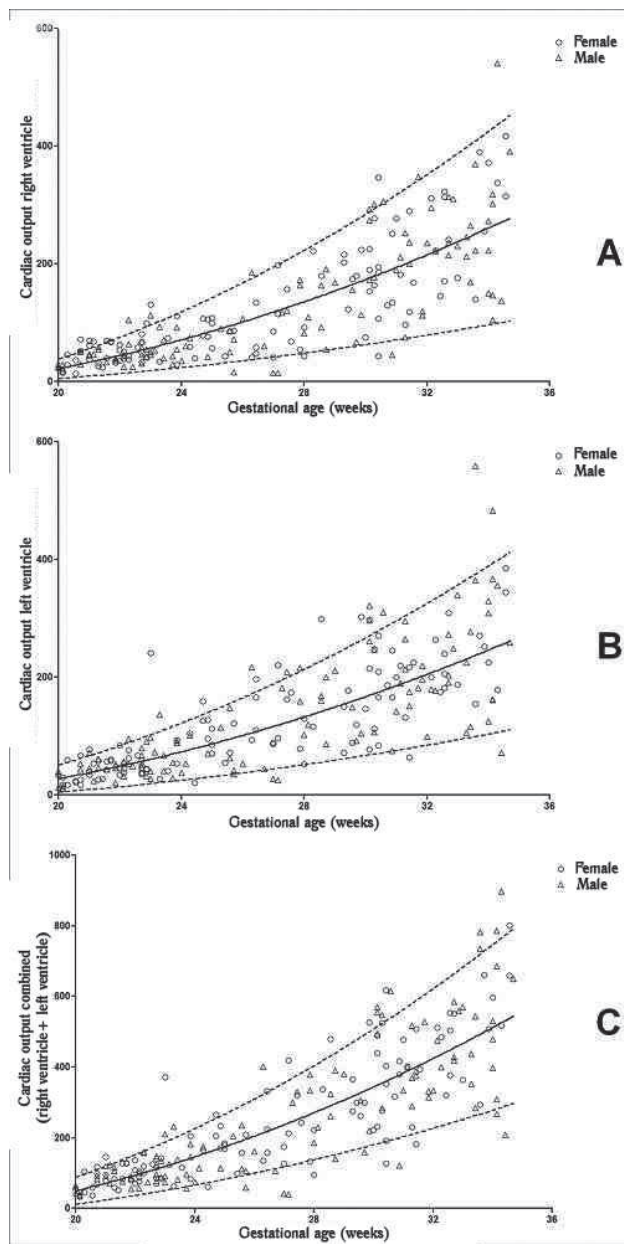 600
Female
Male
400
200
0
Cardiac output right ventricle
A
20 24 28 32 36
Gestational age (weeks)
600
Female
Male
400
200
0
Cardiac output left ventricle
B
20 24 28 32 36
Gestational age (weeks)
1000
Female
Male
800
600
400
200
0
Cardiac output combined
(right ventricle+ left ventricle)
C
20 24 28 32 36
Gestational age (weeks)